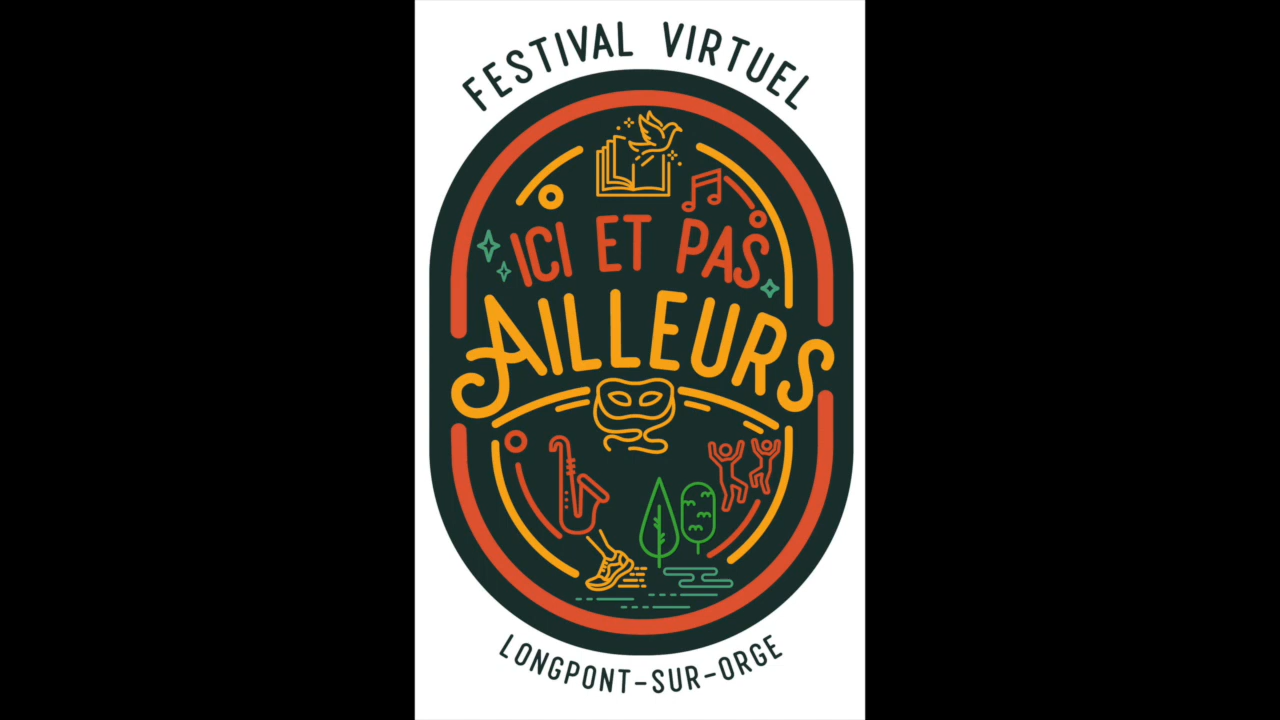 FESTIVAL VIRTUEL
ICI ET PAS
AILLEURS
LONGPONT-SUR-ORGE